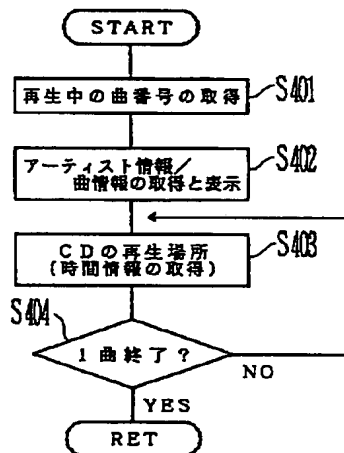 START
再生中の曲番号の取得
S401
アーティスト情報/
曲情報の取得と表示
S402
CDの再生場所
(時間情報の取得)
S403
S404
1曲終了?
NO
YES
RET